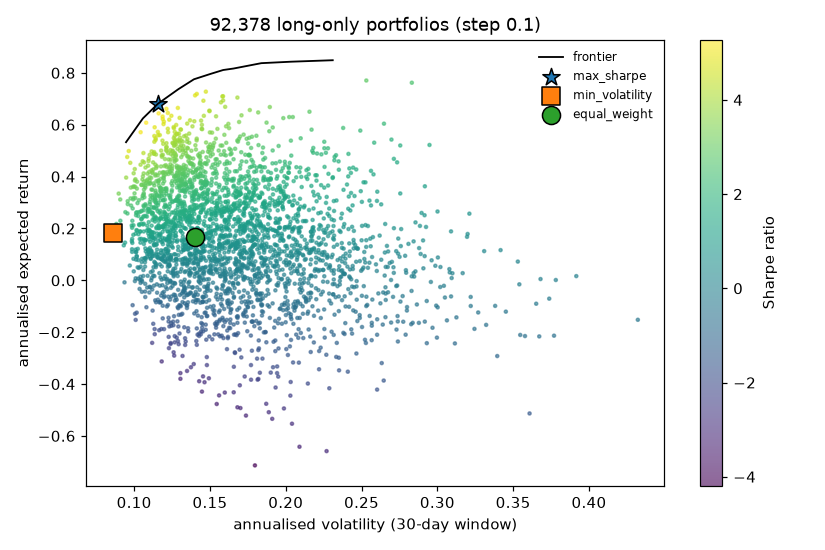 92,378 long-only portfolios (step 0.1)
frontier
max_sharpe
min_volatility
equal_weight
annualised expected return
0.8
0.6
0.4
0.2
0.0
−0.2
−0.4
−0.6
0.10 0.15 0.20 0.25 0.30 0.35 0.40
annualised volatility (30-day window)
4
2
0
−2
−4
Sharpe ratio